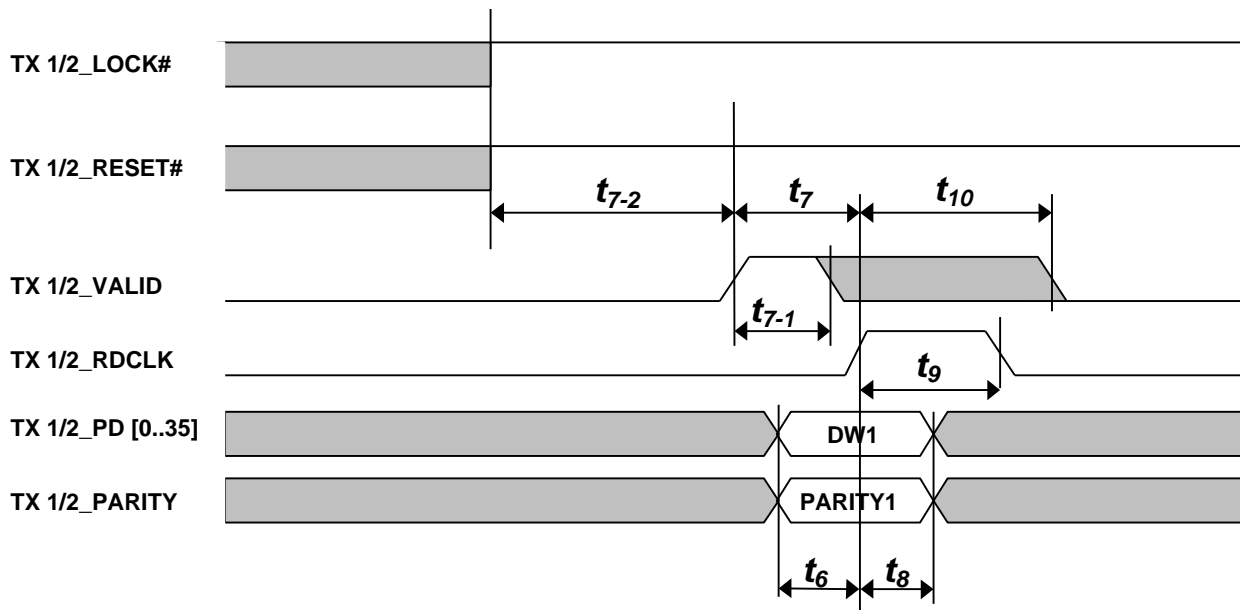 TX 1/2_LOCK#
TX 1/2_RESET#
t7-2
t7
t10
TX 1/2_VALID
t7-1
TX 1/2_RDCLK
t9
TX 1/2_PD [0..35]
DW1
TX 1/2_PARITY
PARITY1
t6
t8